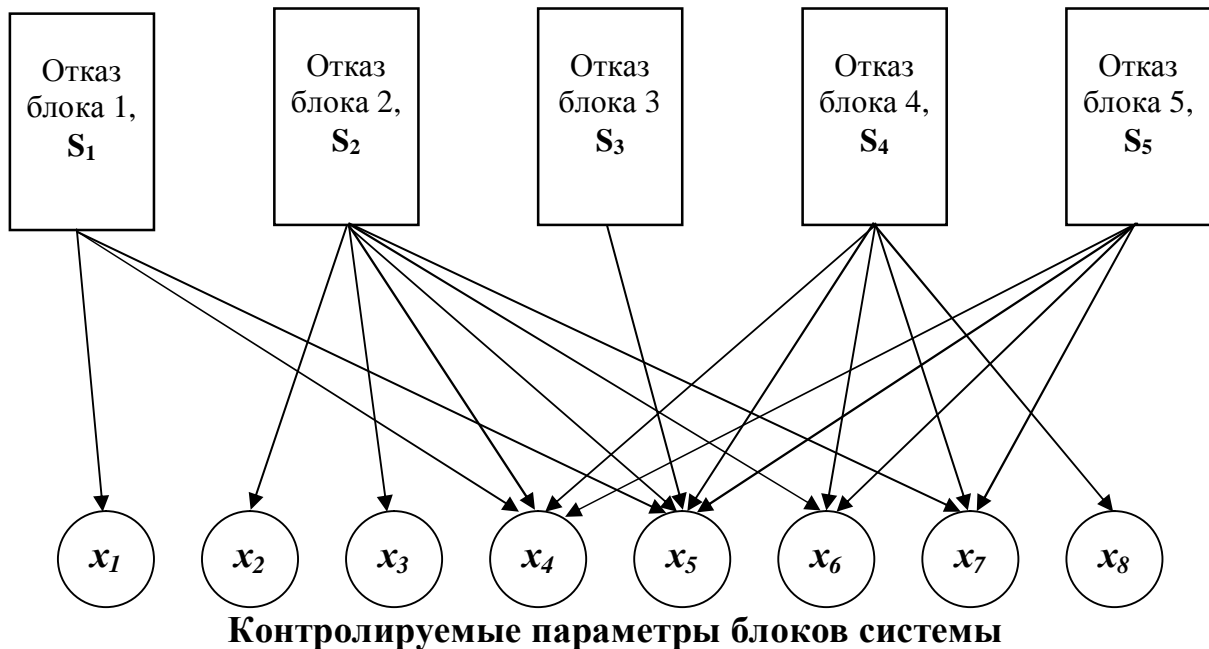 Отказ
блока 1,
S₁
Отказ
блока 2,
S₂
Отказ
блока 3
S₃
Отказ
блока 4,
S₄
Отказ
блока 5,
S₅
x₁
x₂
x₃
x₄
x₅
x₆
x₇
x₈
Контролируемые параметры блоков системы